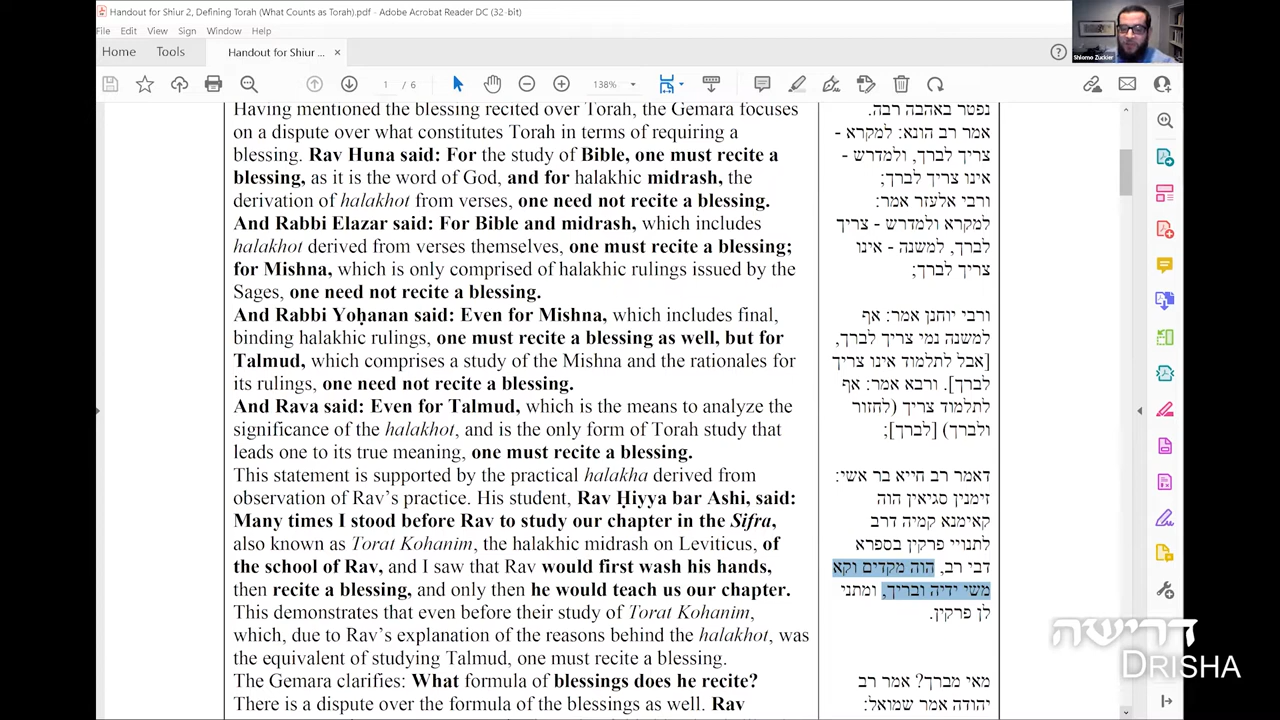 Handout for Shiur 2, Defining Torah (What Counts as Torah).pdf - Adobe Acrobat Reader DC (32-bit)
File Edit View Sign Window Help
Home Tools Handout for Shiur ... ×
/ 6 138%
Shlomo Zuckier
Having mentioned the blessing recited over Torah, the Gemara focuses
on a dispute over what constitutes Torah in terms of requiring a
blessing. Rav Huna said: For the study of Bible, one must recite a
blessing, as it is the word of God, and for halakhic midrash, the
derivation of halakhot from verses, one need not recite a blessing.
And Rabbi Elazar said: For Bible and midrash, which includes
halakhot derived from verses themselves, one must recite a blessing;
for Mishna, which is only comprised of halakhic rulings issued by the
Sages, one need not recite a blessing.
And Rabbi Yoḥanan said: Even for Mishna, which includes final,
binding halakhic rulings, one must recite a blessing as well, but for
Talmud, which comprises a study of the Mishna and the rationales for
its rulings, one need not recite a blessing.
And Rava said: Even for Talmud, which is the means to analyze the
significance of the halakhot, and is the only form of Torah study that
leads one to its true meaning, one must recite a blessing.
This statement is supported by the practical halakha derived from
observation of Rav's practice. His student, Rav Ḥiyya bar Ashi, said:
Many times I stood before Rav to study our chapter in the Sifra,
also known as Torat Kohanim, the halakhic midrash on Leviticus, of
the school of Rav, and I saw that Rav would first wash his hands,
then recite a blessing, and only then he would teach us our chapter.
This demonstrates that even before their study of Torat Kohanim,
which, due to Rav's explanation of the reasons behind the halakhot, was
the equivalent of studying Talmud, one must recite a blessing.
The Gemara clarifies: What formula of blessings does he recite?
There is a dispute over the formula of the blessings as well. Rav
נפטר באהבה רבה.
אמר רב הונא: למקרא -
צריך לברך, ולמדרש -
אינו צריך לברך;
ורבי אלעזר אמר:
למקרא ולמדרש - צריך
לברך, למשנה - אינו
צריך לברך;
ורבי יוחנן אמר: אף
למשנה נמי צריך לברך,
[אבל לתלמוד אינו צריך
לברך]. ורבא אמר: אף
לתלמוד צריך (לחזור
ולברך) [לברך];
דאמר רב חייא בר אשי:
זימנין סגיאין הוה
קאימנא קמיה דרב
לתנויי פרקין בספרא
דבי רב, הוה מקדים וקא
משי ידיה ובריך, ומתני
לן פרקין.
מאי מברך? אמר רב
יהודה אמר שמואל:
דרישה
DRISHA